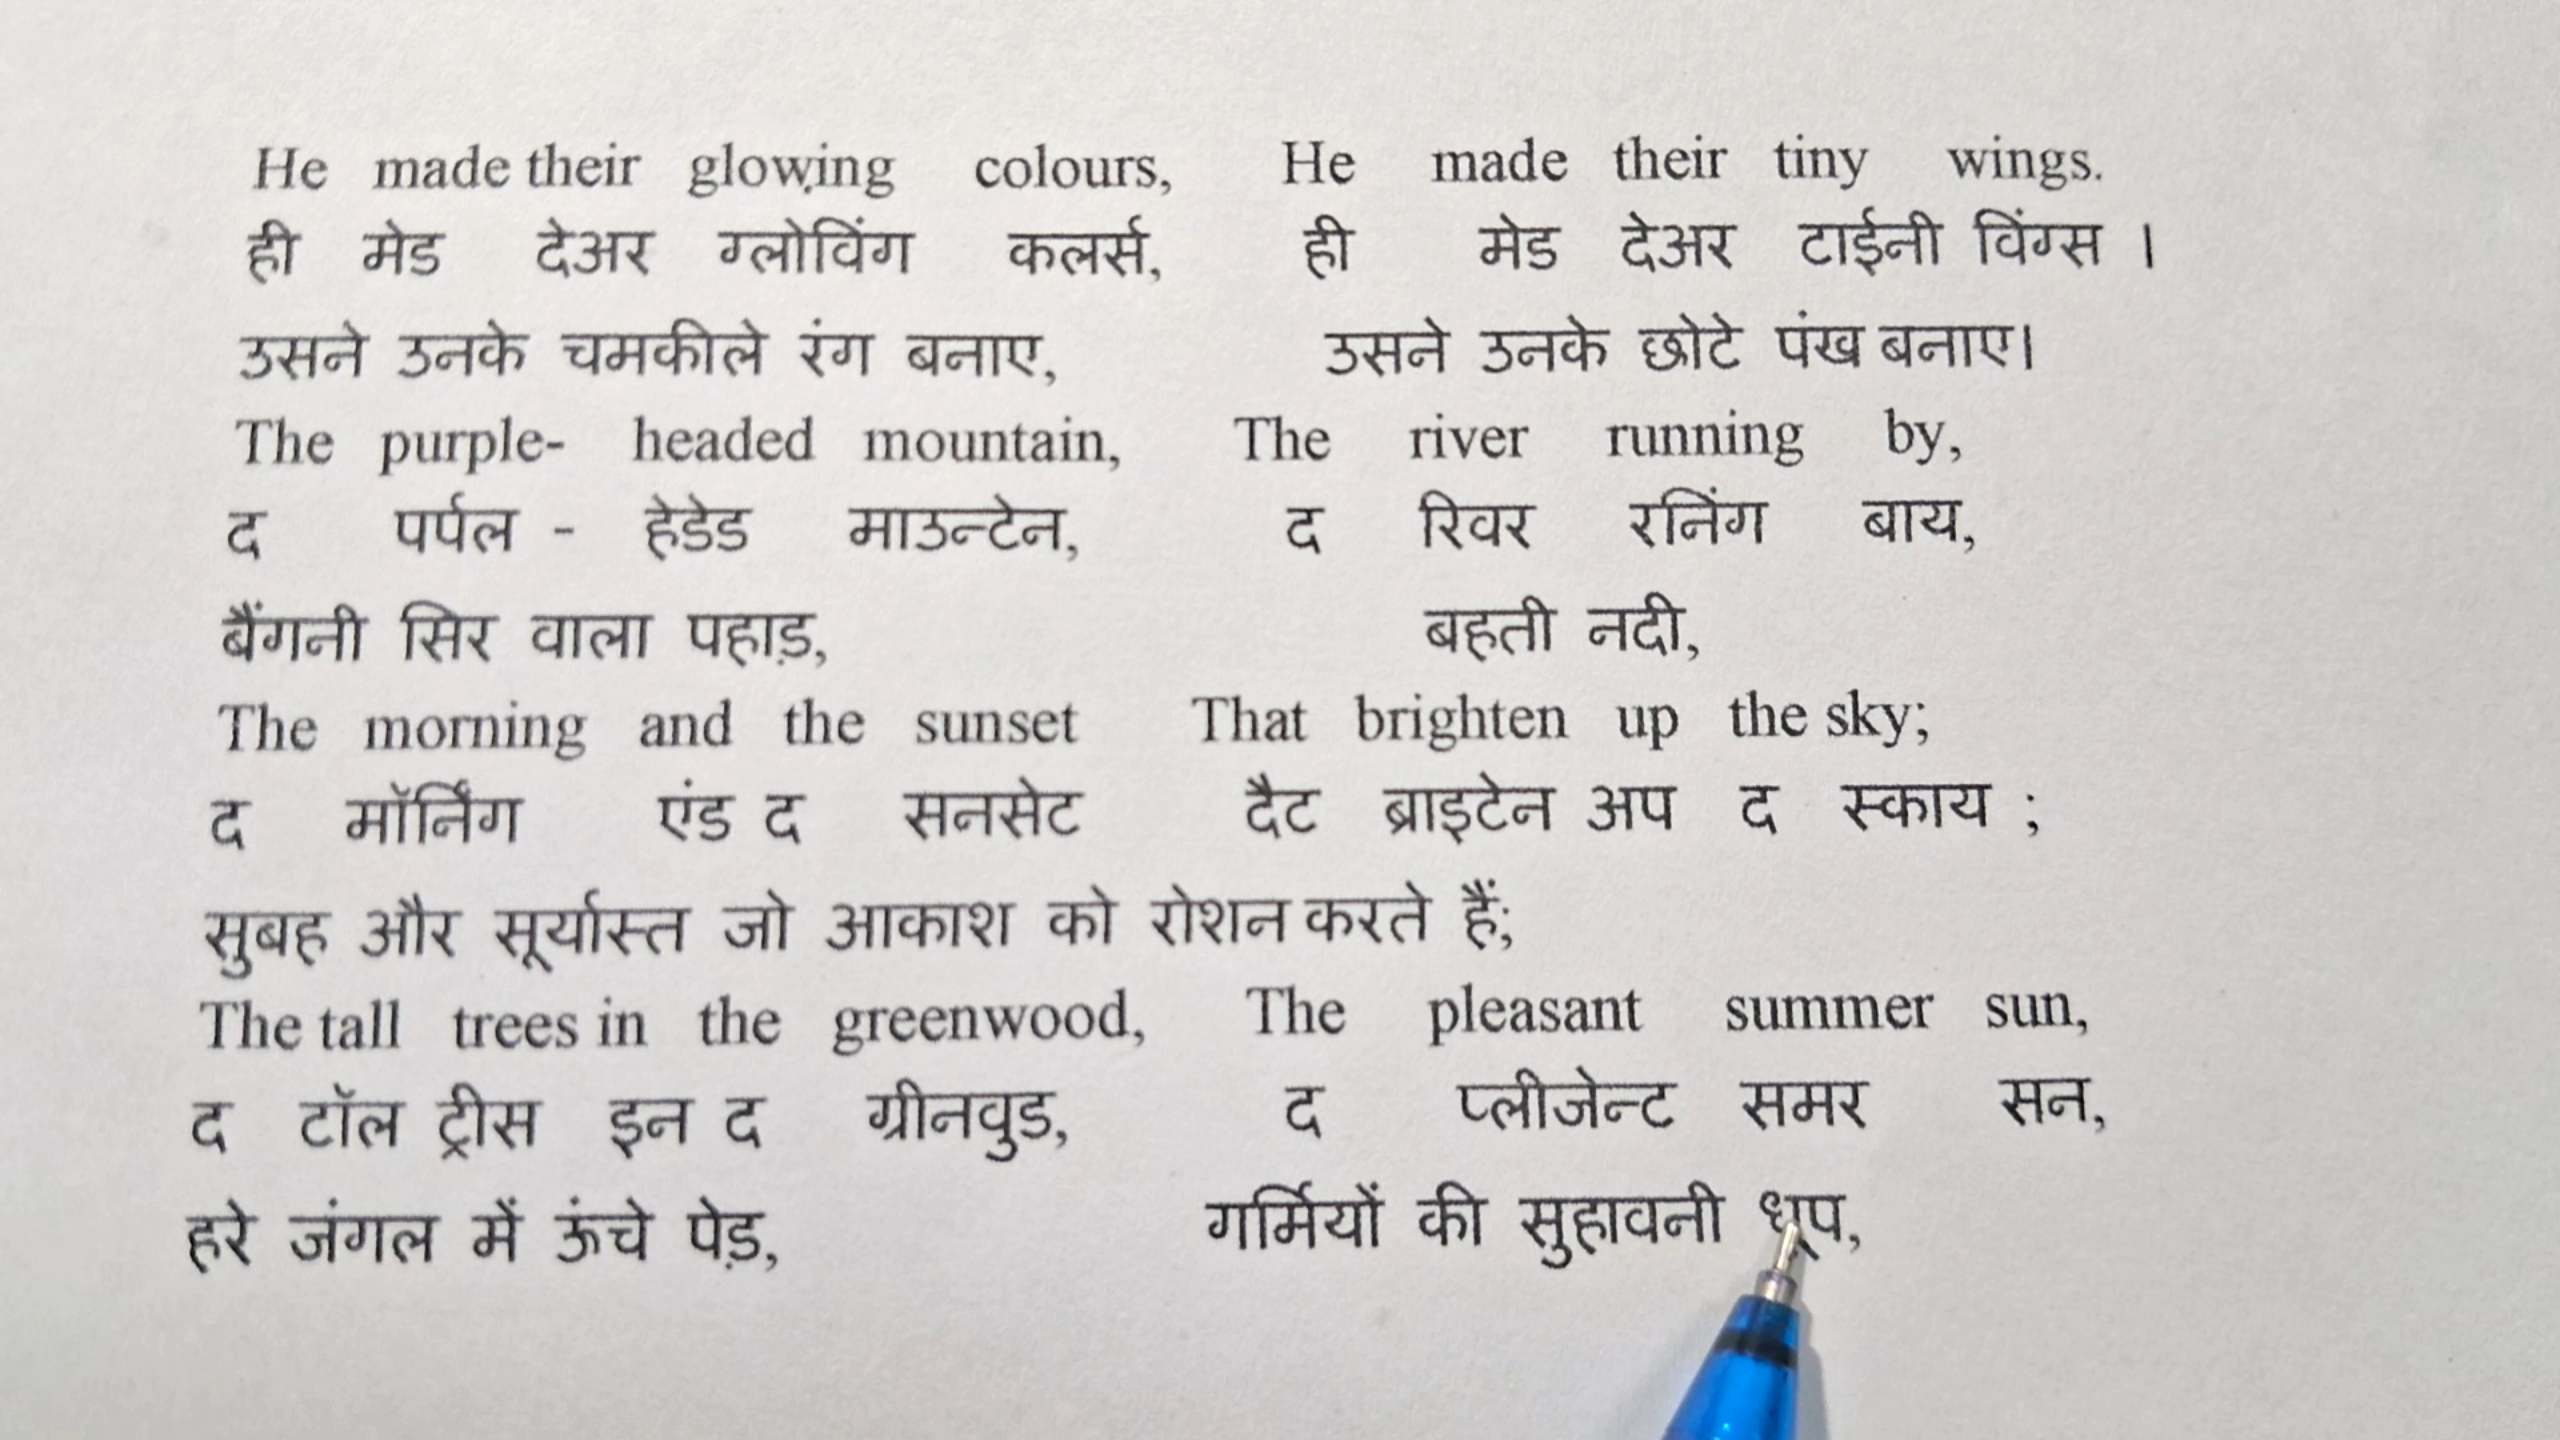 He made their glowing colours, He made their tiny wings.
ही मेड देअर ग्लोविंग कलर्स, ही मेड देअर टाईनी विंग्स ।
उसने उनके चमकीले रंग बनाए, उसने उनके छोटे पंख बनाए।
The purple- headed mountain, The river running by,
द पर्पल - हेडेड माउन्टेन, द रिवर रनिंग बाय,
बैंगनी सिर वाला पहाड़, बहती नदी,
The morning and the sunset That brighten up the sky;
द मॉर्निंग एंड द सनसेट दैट ब्राइटेन अप द स्काय ;
सुबह और सूर्यास्त जो आकाश को रोशन करते हैं;
The tall trees in the greenwood, The pleasant summer sun,
द टॉल ट्रीस इन द ग्रीनवुड, द प्लीजेन्ट समर सन,
हरे जंगल में ऊंचे पेड़, गर्मियों की सुहावनी धूप,